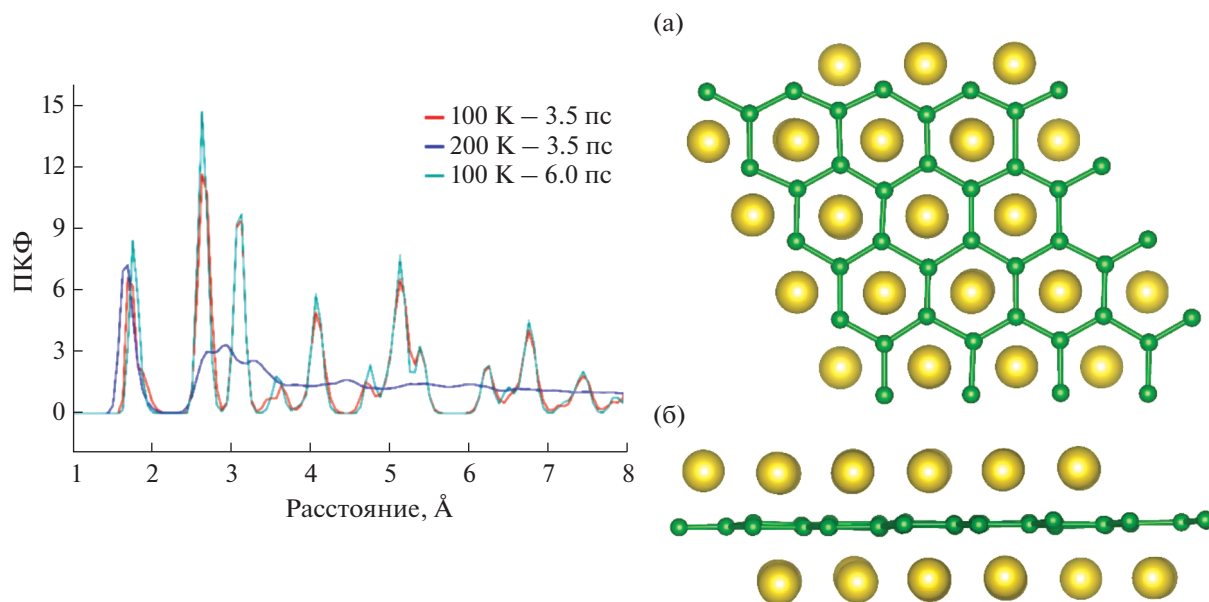 (а)
15
12
9
6
3
0
ПКФ
100 K – 3.5 пс
200 K – 3.5 пс
100 K – 6.0 пс
1 2 3 4 5 6 7 8
Расстояние, Å
(б)